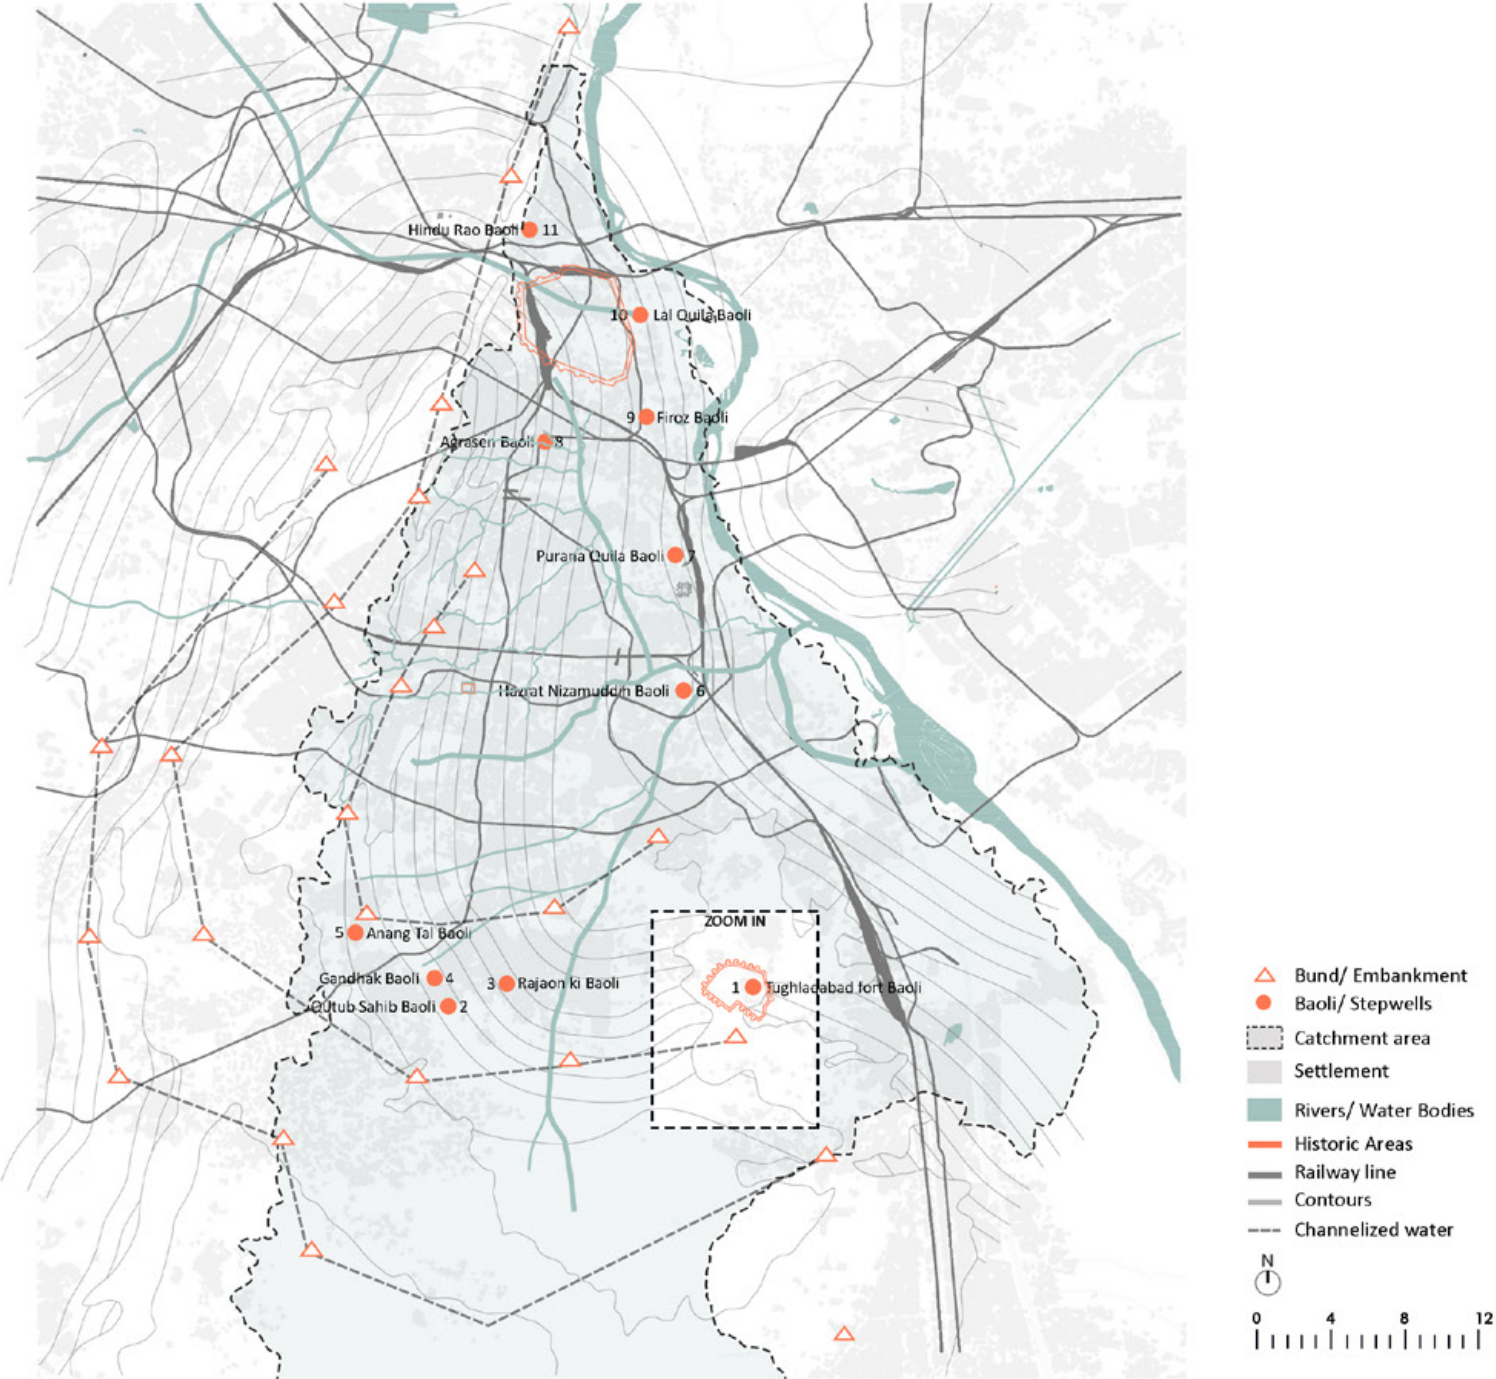 Hindu Rao Baoli 11
10 Lal Quila Baoli
9 Firoz Baoli
Agrasen Baoli 8
Purana Quila Baoli 7
Hazrat Nizamuddin Baoli 6
ZOOM IN
5 Anang Tal Baoli
Gandhak Baoli 4
3 Rajaon ki Baoli
1 Tughlaqabad fort Baoli
Qutub Sahib Baoli 2
Bund/ Embankment
Baoli/ Stepwells
Catchment area
Settlement
Rivers/ Water Bodies
Historic Areas
Railway line
Contours
Channelized water
N
0 4 8 12